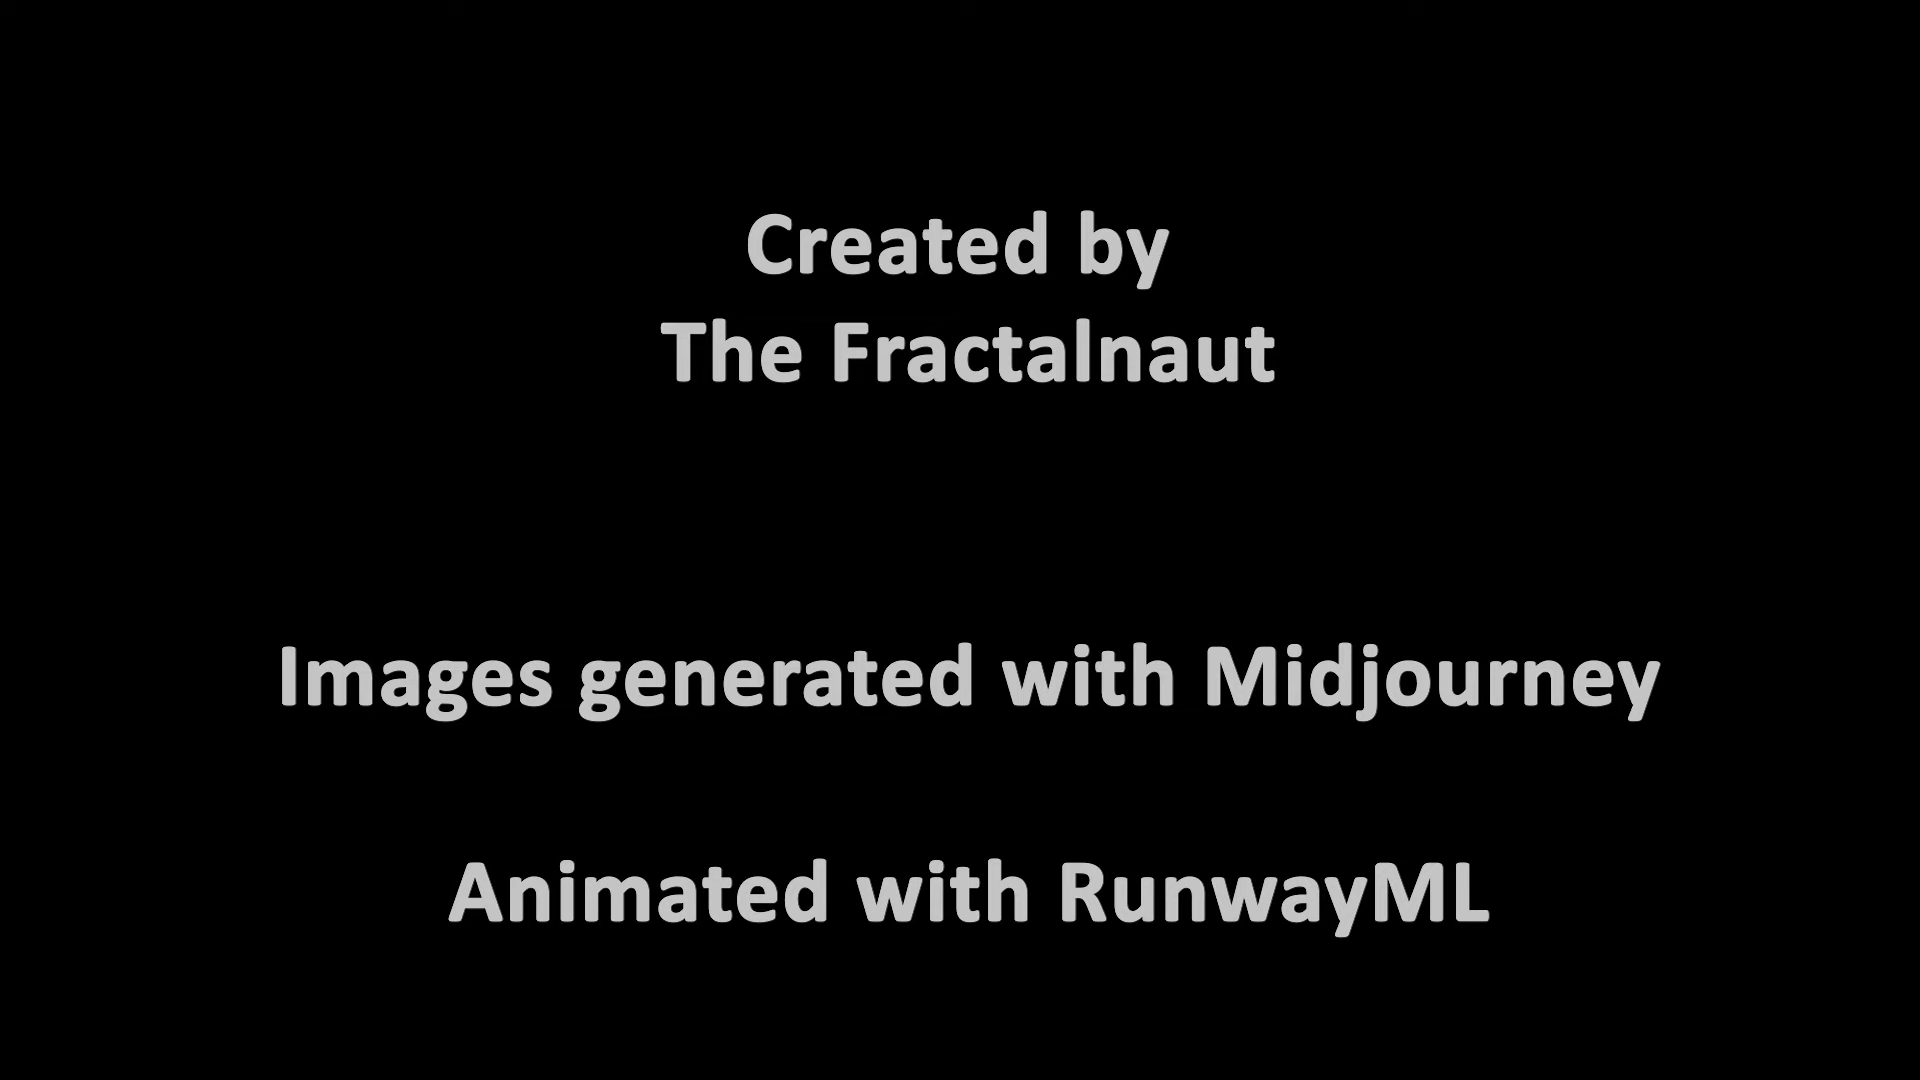 Created by
The Fractalnaut
Images generated with Midjourney
Animated with RunwayML